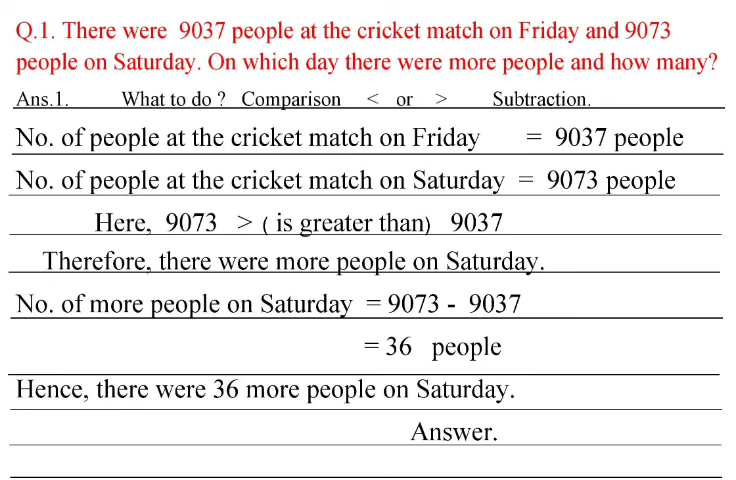 Q.1. There were 9037 people at the cricket match on Friday and 9073
people on Saturday. On which day there were more people and how many?
Ans.1. What to do ? Comparison < or > Subtraction.
No. of people at the cricket match on Friday = 9037 people
No. of people at the cricket match on Saturday = 9073 people
Here, 9073 > ( is greater than) 9037
Therefore, there were more people on Saturday.
No. of more people on Saturday = 9073 - 9037
= 36 people
Hence, there were 36 more people on Saturday.
Answer.